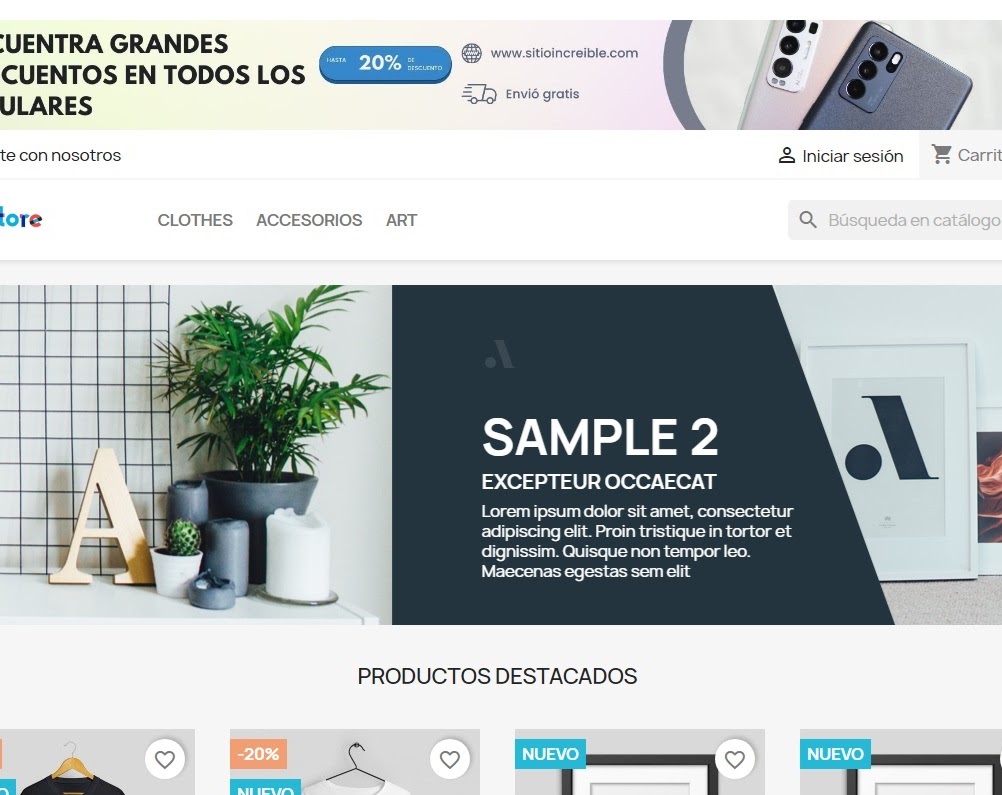 CUENTRA GRANDES
CUENTOS EN TODOS LOS
ULARES
HASTA 20% DE DESCUENTO
www.sitioincreible.com
Envió gratis
te con nosotros
Iniciar sesión
Carrit
tore
CLOTHES ACCESORIOS ART
Búsqueda en catálogo
SAMPLE 2
EXCEPTEUR OCCAECAT
Lorem ipsum dolor sit amet, consectetur
adipiscing elit. Proin tristique in tortor et
dignissim. Quisque non tempor leo.
Maecenas egestas sem elit
PRODUCTOS DESTACADOS
-20%
NUEVO
NUEVO
NUEVO